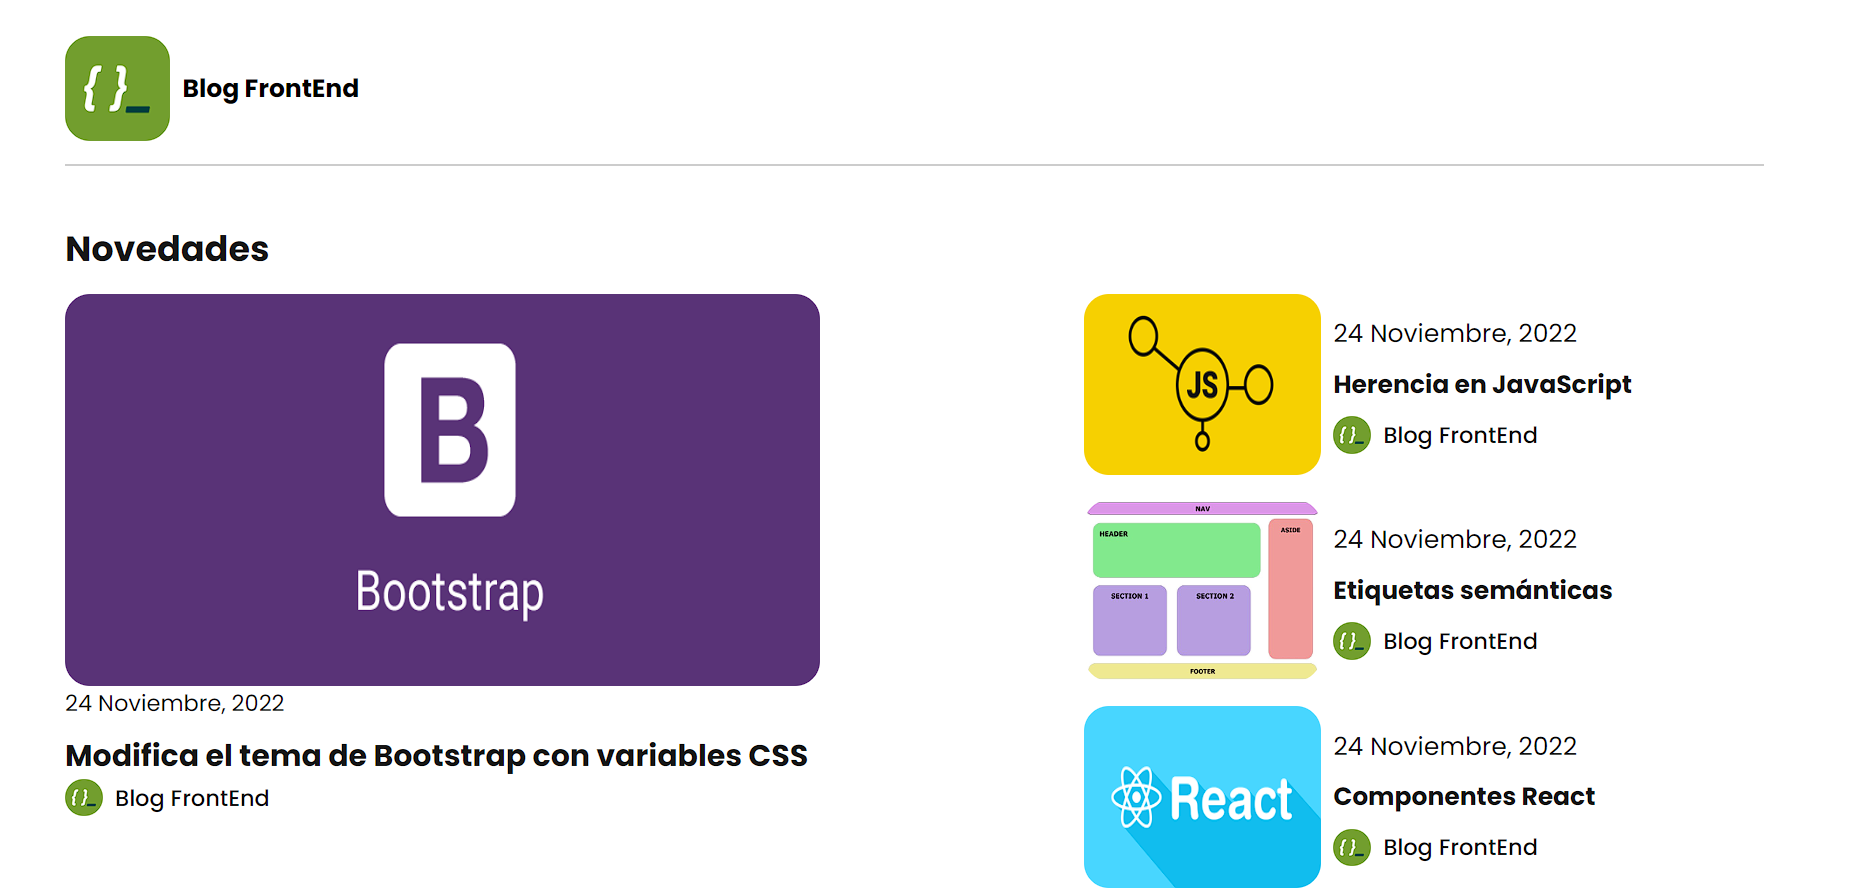 { }_
Blog FrontEnd
Novedades
B
Bootstrap
24 Noviembre, 2022
Modifica el tema de Bootstrap con variables CSS
{ }_ Blog FrontEnd
JS
24 Noviembre, 2022
Herencia en JavaScript
{ }_ Blog FrontEnd
NAV
HEADER
ASIDE
SECTION 1
SECTION 2
FOOTER
24 Noviembre, 2022
Etiquetas semánticas
{ }_ Blog FrontEnd
React
24 Noviembre, 2022
Componentes React
{ }_ Blog FrontEnd